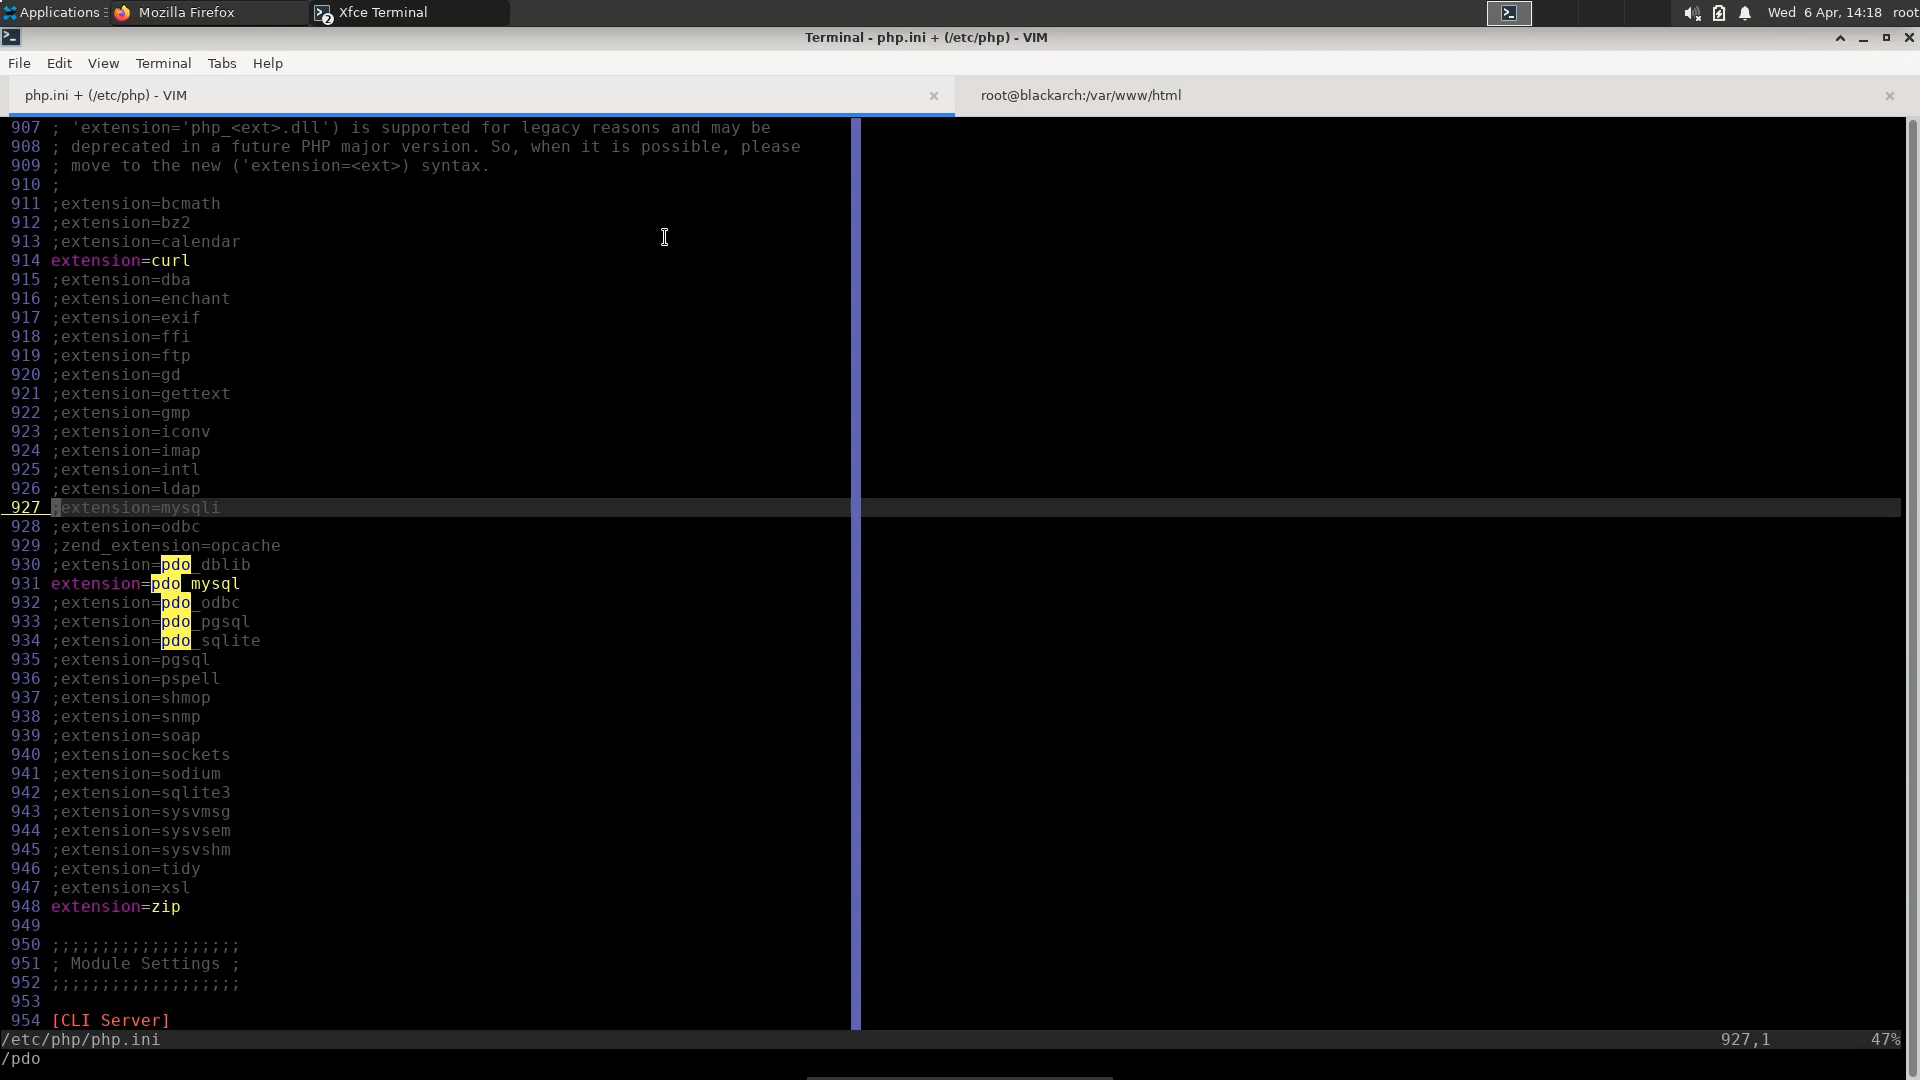 Applications
Mozilla Firefox
2
Xfce Terminal
Wed 6 Apr, 14:18
root
Terminal - php.ini + (/etc/php) - VIM
File Edit View Terminal Tabs Help
php.ini + (/etc/php) - VIM
root@blackarch:/var/www/html
907 ; 'extension='php_<ext>.dll') is supported for legacy reasons and may be
908 ; deprecated in a future PHP major version. So, when it is possible, please
909 ; move to the new ('extension=<ext>) syntax.
910 ;
911 ;extension=bcmath
912 ;extension=bz2
913 ;extension=calendar
914 extension=curl
915 ;extension=dba
916 ;extension=enchant
917 ;extension=exif
918 ;extension=ffi
919 ;extension=ftp
920 ;extension=gd
921 ;extension=gettext
922 ;extension=gmp
923 ;extension=iconv
924 ;extension=imap
925 ;extension=intl
926 ;extension=ldap
927 ;extension=mysqli
928 ;extension=odbc
929 ;zend_extension=opcache
930 ;extension=pdo_dblib
931 extension=pdo_mysql
932 ;extension=pdo_odbc
933 ;extension=pdo_pgsql
934 ;extension=pdo_sqlite
935 ;extension=pgsql
936 ;extension=pspell
937 ;extension=shmop
938 ;extension=snmp
939 ;extension=soap
940 ;extension=sockets
941 ;extension=sodium
942 ;extension=sqlite3
943 ;extension=sysvmsg
944 ;extension=sysvsem
945 ;extension=sysvshm
946 ;extension=tidy
947 ;extension=xsl
948 extension=zip
949
950 ;;;;;;;;;;;;;;;;;;;
951 ; Module Settings ;
952 ;;;;;;;;;;;;;;;;;;;
953
954 [CLI Server]
/etc/php/php.ini 927,1 47%
/pdo